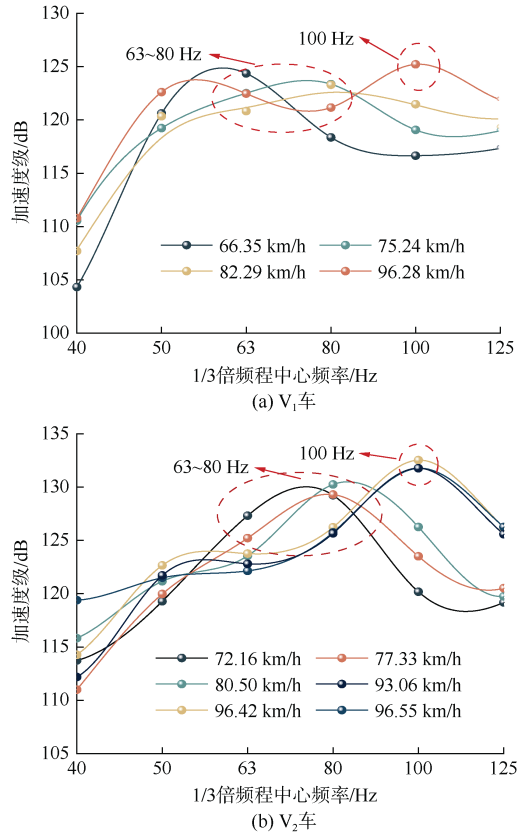 130
125
120
115
110
105
100
加速度级/dB
63~80 Hz
100 Hz
66.35 km/h
75.24 km/h
82.29 km/h
96.28 km/h
40
50
63
80
100
125
1/3倍频程中心频率/Hz
(a) V₁车
135
130
125
120
115
110
105
加速度级/dB
63~80 Hz
100 Hz
72.16 km/h
77.33 km/h
80.50 km/h
93.06 km/h
96.42 km/h
96.55 km/h
40
50
63
80
100
125
1/3倍频程中心频率/Hz
(b) V₂车